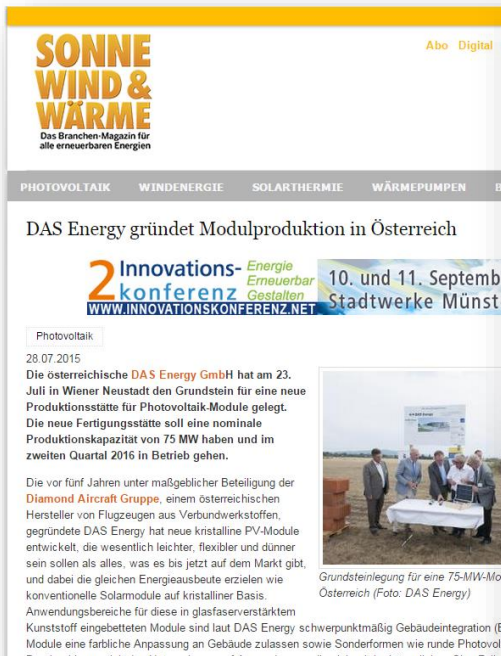 SONNE
WIND &
WÄRME
Das Branchen-Magazin für
alle erneuerbaren Energien
Abo Digital
PHOTOVOLTAIK WINDENERGIE SOLARTHERMIE WÄRMEPUMPEN
DAS Energy gründet Modulproduktion in Österreich
2 Innovations-
konferenz
Energie
Erneuerbar
Gestalten
WWW.INNOVATIONSKONFERENZ.NET
10. und 11. Septemb
Stadtwerke Münst
Photovoltaik
28.07.2015
Die österreichische DAS Energy GmbH hat am 23.
Juli in Wiener Neustadt den Grundstein für eine neue
Produktionsstätte für Photovoltaik-Module gelegt.
Die neue Fertigungsstätte soll eine nominale
Produktionskapazität von 75 MW haben und im
zweiten Quartal 2016 in Betrieb gehen.
Die vor fünf Jahren unter maßgeblicher Beteiligung der
Diamond Aircraft Gruppe, einem österreichischen
Hersteller von Flugzeugen aus Verbundwerkstoffen,
gegründete DAS Energy hat neue kristalline PV-Module
entwickelt, die wesentlich leichter, flexibler und dünner
sein sollen als alles, was es bis jetzt auf dem Markt gibt,
und dabei die gleichen Energieausbeute erzielen wie
konventionelle Solarmodule auf kristalliner Basis.
Grundsteinlegung für eine 75-MW-Mo
Österreich (Foto: DAS Energy)
Anwendungsbereiche für diese in glasfaserverstärktem
Kunststoff eingebetteten Module sind laut DAS Energy schwerpunktmäßig Gebäudeintegration (B
Module eine farbliche Anpassung an Gebäude zulassen sowie Sonderformen wie runde Photovol